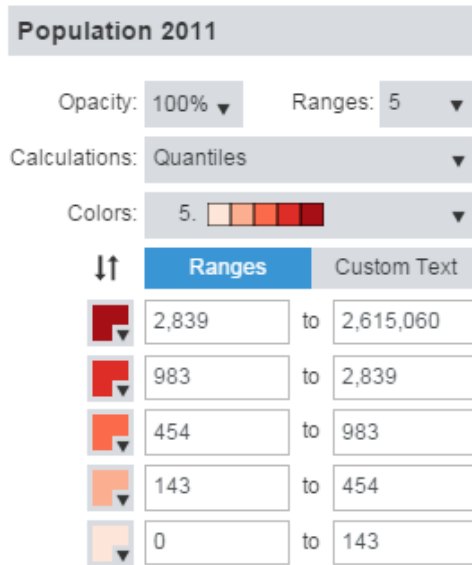 Population 2011
Opacity: 100% Ranges: 5
Calculations: Quantiles
Colors: 5.
Ranges Custom Text
2,839 to 2,615,060
983 to 2,839
454 to 983
143 to 454
0 to 143